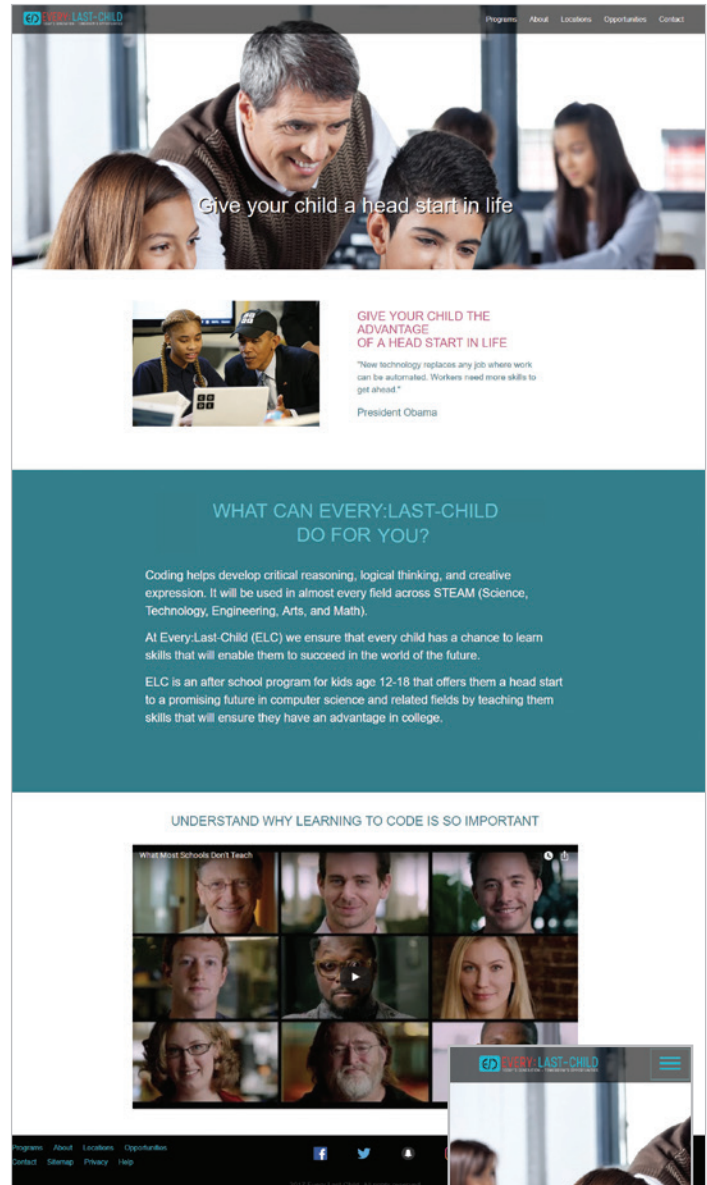 EVERY:LAST-CHILD
Programs About Locations Opportunities Contact
Give your child a head start in life
GIVE YOUR CHILD THE
ADVANTAGE
OF A HEAD START IN LIFE
"New technology replaces any job where work
can be automated. Workers need more skills to
get ahead."
President Obama
WHAT CAN EVERY:LAST-CHILD
DO FOR YOU?
Coding helps develop critical reasoning, logical thinking, and creative
expression. It will be used in almost every field across STEAM (Science,
Technology, Engineering, Arts, and Math).
At Every:Last-Child (ELC) we ensure that every child has a chance to learn
skills that will enable them to succeed in the world of the future.
ELC is an after school program for kids age 12-18 that offers them a head start
to a promising future in computer science and related fields by teaching them
skills that will ensure they have an advantage in college.
UNDERSTAND WHY LEARNING TO CODE IS SO IMPORTANT
What Most Schools Don't Teach
EVERY:LAST-CHILD
Programs About Locations Opportunities
Contact Sitemap Privacy Help